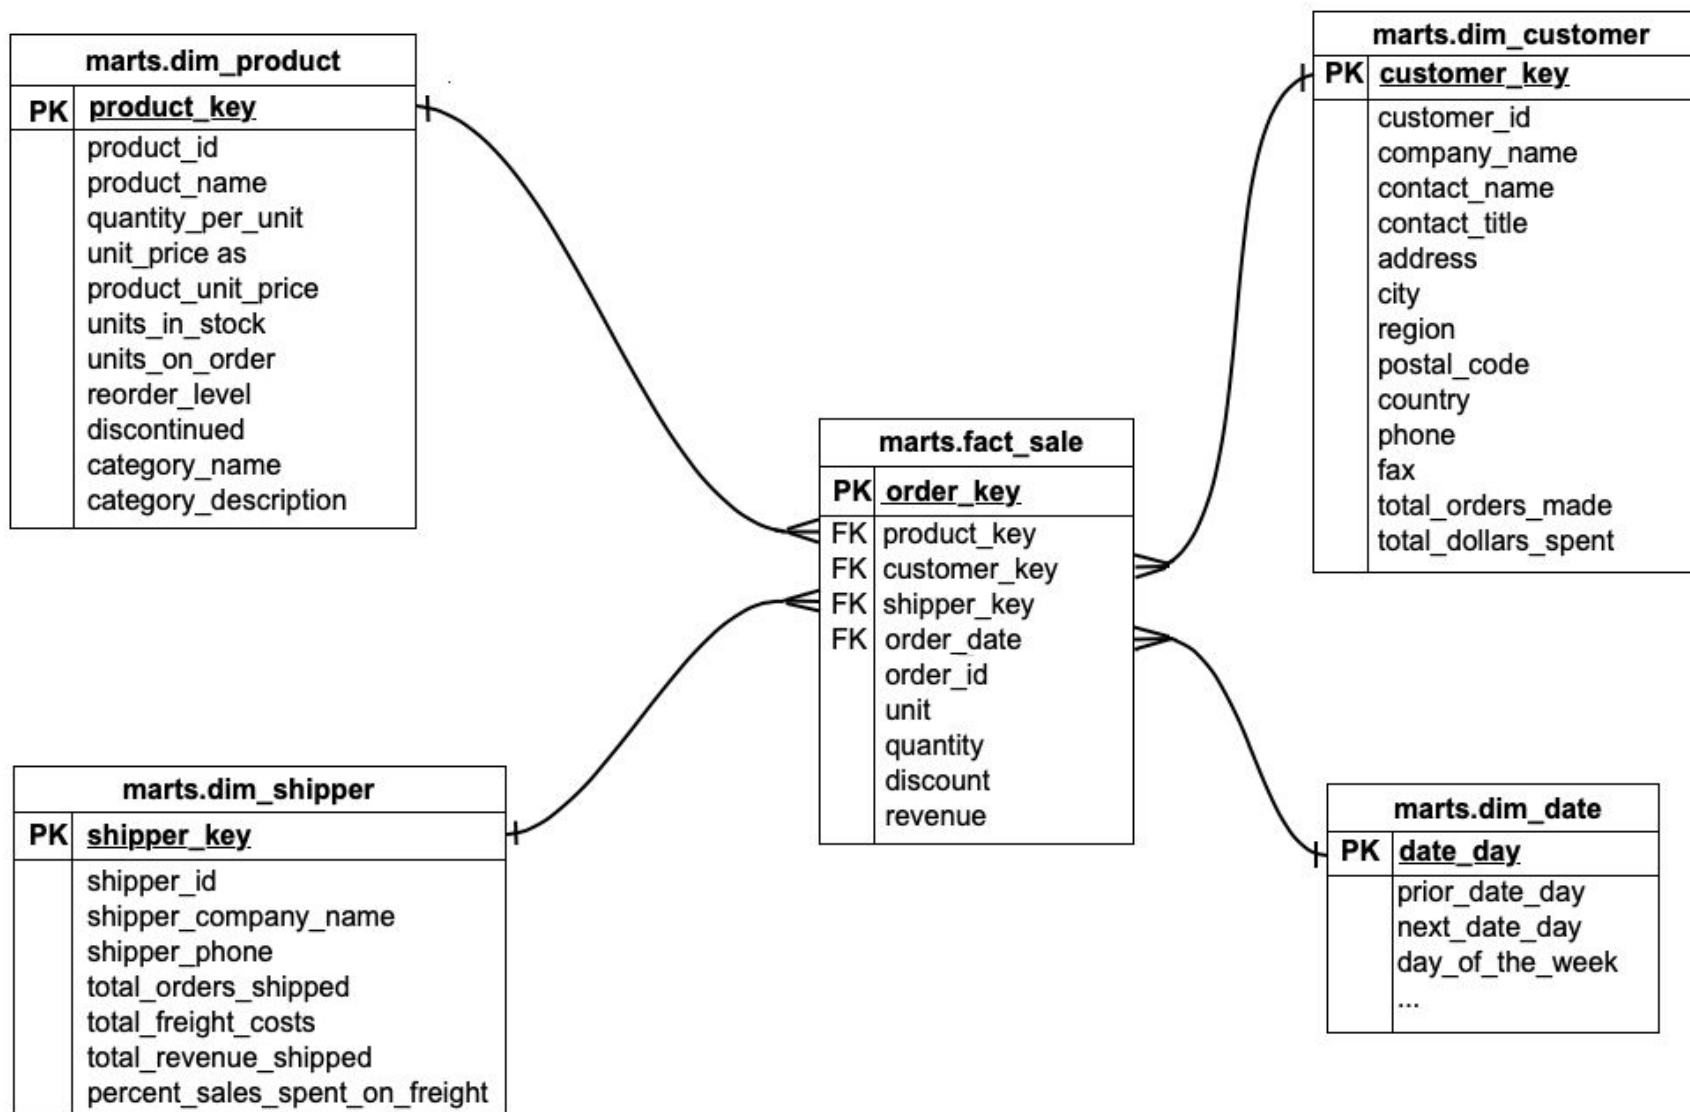 marts.dim_product
PK product_key
product_id
product_name
quantity_per_unit
unit_price as
product_unit_price
units_in_stock
units_on_order
reorder_level
discontinued
category_name
category_description
marts.dim_customer
PK customer_key
customer_id
company_name
contact_name
contact_title
address
city
region
postal_code
country
phone
fax
total_orders_made
total_dollars_spent
marts.fact_sale
PK order_key
FK product_key
FK customer_key
FK shipper_key
FK order_date
order_id
unit
quantity
discount
revenue
marts.dim_shipper
PK shipper_key
shipper_id
shipper_company_name
shipper_phone
total_orders_shipped
total_freight_costs
total_revenue_shipped
percent_sales_spent_on_freight
marts.dim_date
PK date_day
prior_date_day
next_date_day
day_of_the_week
...